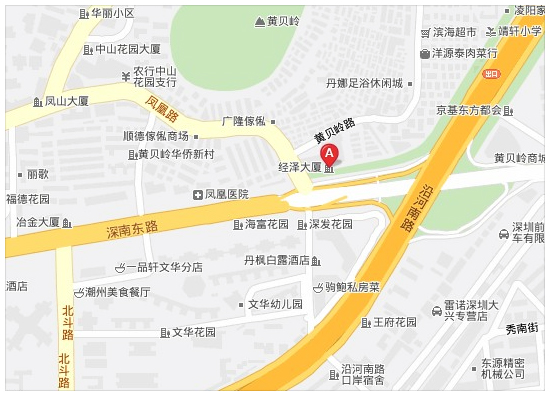 华丽小区
黄贝岭
凌阳家
滨海超市
靖轩小学
中山花园大厦
洋源泰肉菜行
农行中山
花园支行
出口
丹娜足浴休闲城
凤山大厦
凤凰路
京基东方都会
广隆傢俬
黄贝岭路
顺德傢俬商场
黄贝岭华侨新村
A
经泽大厦
黄贝岭商城
丽歌
福德花园
凤凰医院
沿河南路
冶金大厦
深南东路
海富花园
深发花园
深圳前
车有限
一品轩文华分店
丹枫白露酒店
酒店
潮州美食餐厅
驹鲍私房菜
北斗路
文华幼儿园
雷诺深圳大
兴专营店
文华花园
王府花园
秀南街
北斗路
沿河南路
口岸宿舍
东源精密
机械公司